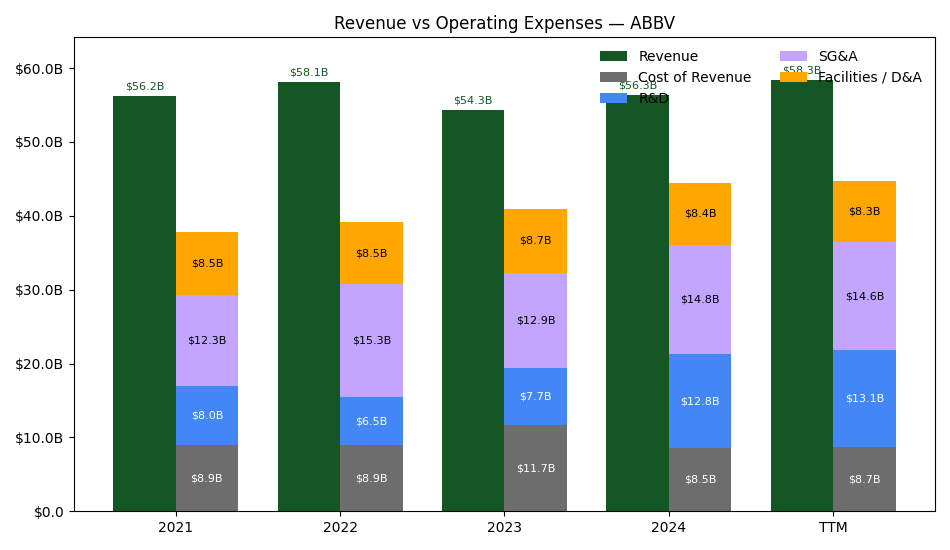 Revenue vs Operating Expenses — ABBV
Revenue
Cost of Revenue
R&D
SG&A
Facilities / D&A
$60.0B
$50.0B
$40.0B
$30.0B
$20.0B
$10.0B
$0.0
$56.2B
$58.1B
$54.3B
$56.3B
$58.3B
$8.5B
$12.3B
$8.0B
$8.9B
$8.5B
$15.3B
$6.5B
$8.9B
$8.7B
$12.9B
$7.7B
$11.7B
$8.4B
$14.8B
$12.8B
$8.5B
$8.3B
$14.6B
$13.1B
$8.7B
2021
2022
2023
2024
TTM